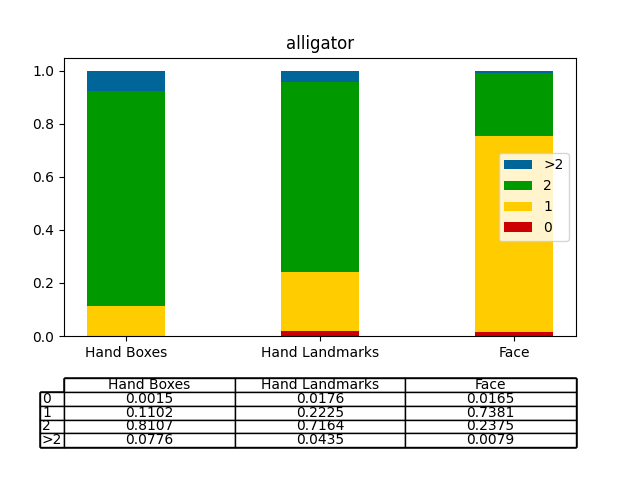 alligator
1.0
0.8
0.6
0.4
0.2
0.0
>2
2
1
0
Hand Boxes Hand Landmarks Face
Hand Boxes Hand Landmarks Face
0 0.0015 0.0176 0.0165
1 0.1102 0.2225 0.7381
2 0.8107 0.7164 0.2375
>2 0.0776 0.0435 0.0079